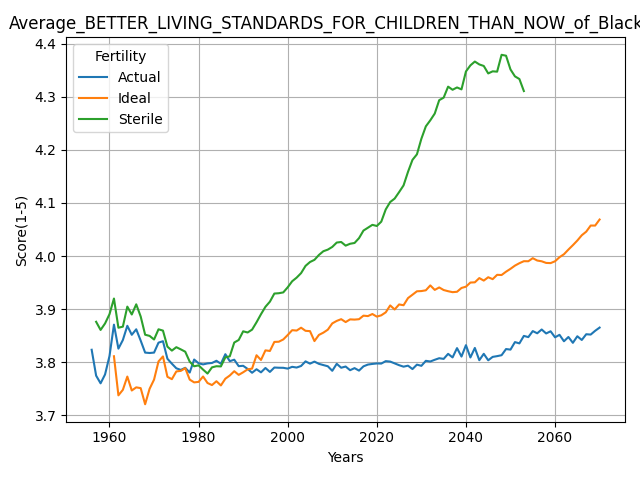 Average_BETTER_LIVING_STANDARDS_FOR_CHILDREN_THAN_NOW_of_Black
Fertility
Actual
Ideal
Sterile
Score(1-5)
4.4
4.3
4.2
4.1
4.0
3.9
3.8
3.7
1960 1980 2000 2020 2040 2060
Years